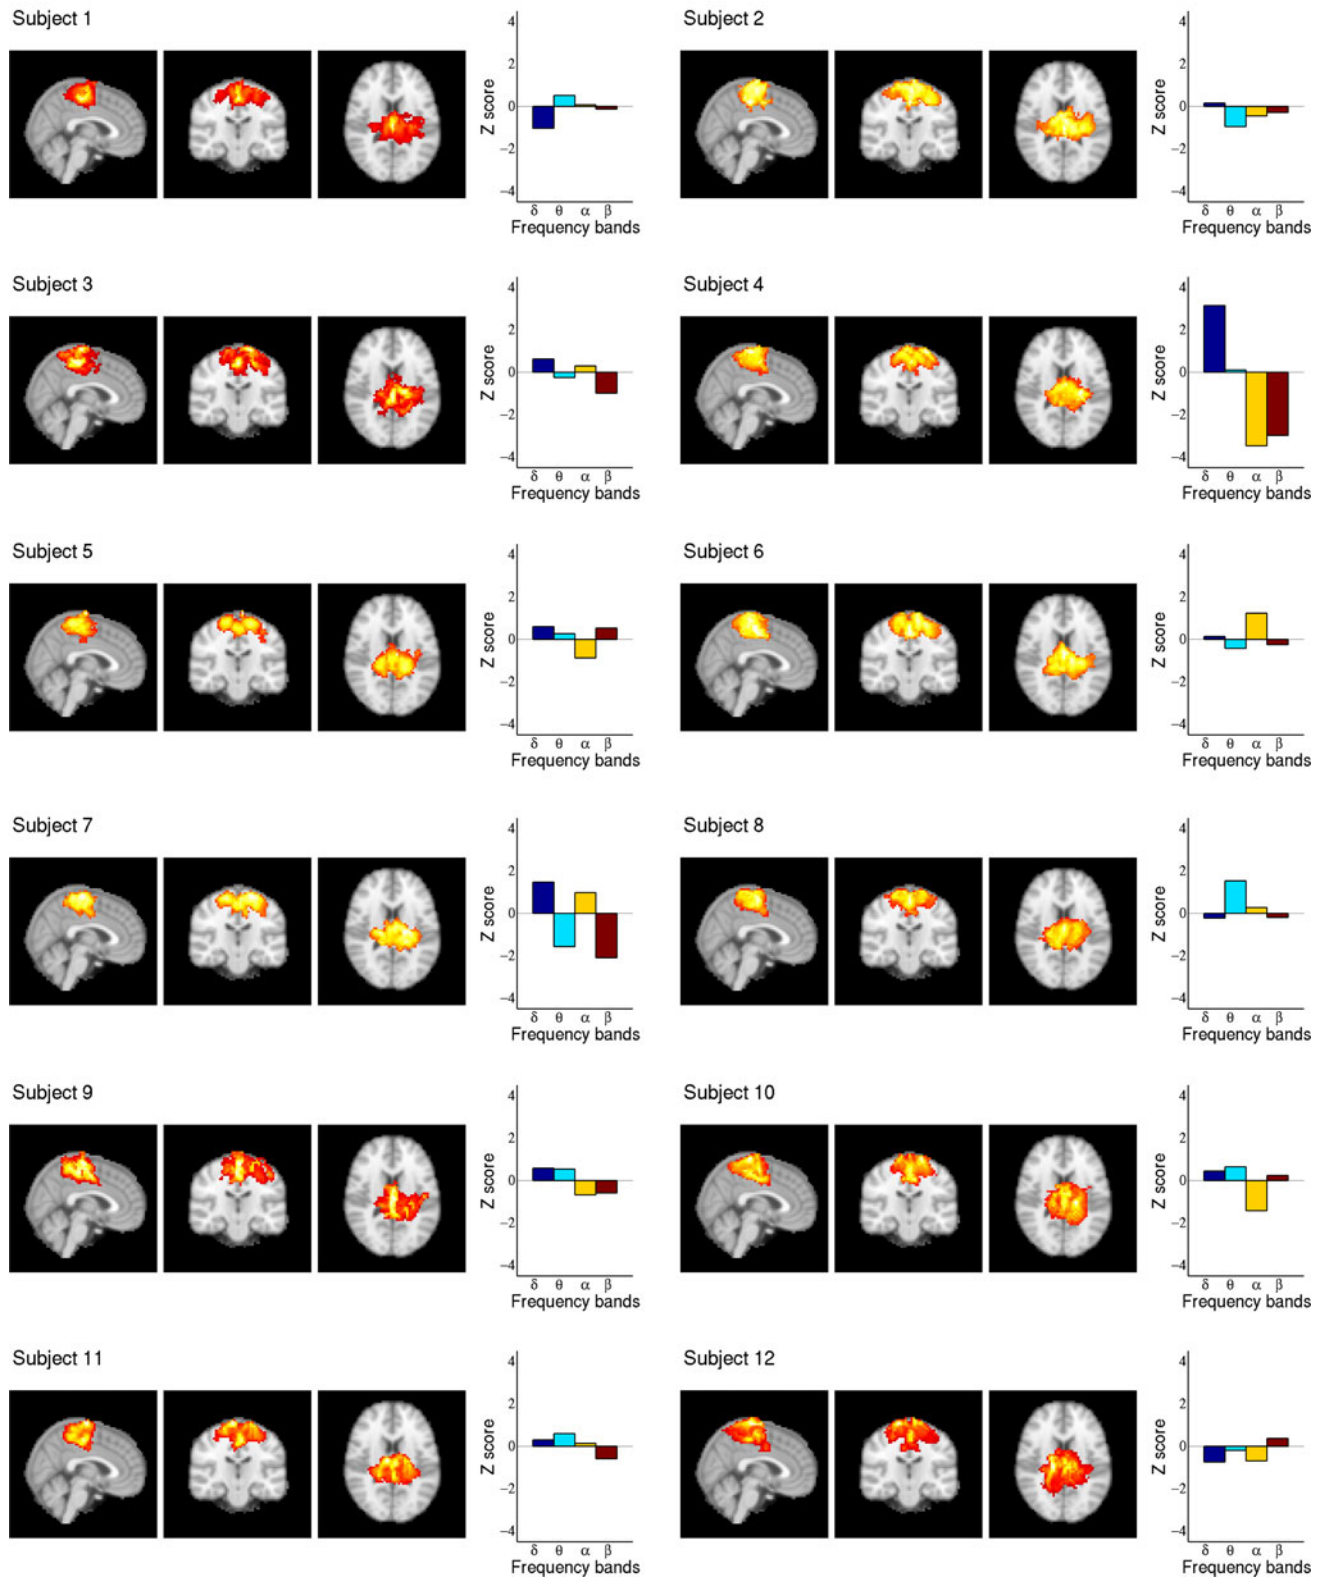 Subject 1
4
2
0
−2
−4
Z score
δ θ α β
Frequency bands
Subject 2
4
2
0
−2
−4
Z score
δ θ α β
Frequency bands
Subject 3
4
2
0
−2
−4
Z score
δ θ α β
Frequency bands
Subject 4
4
2
0
−2
−4
Z score
δ θ α β
Frequency bands
Subject 5
4
2
0
−2
−4
Z score
δ θ α β
Frequency bands
Subject 6
4
2
0
−2
−4
Z score
δ θ α β
Frequency bands
Subject 7
4
2
0
−2
−4
Z score
δ θ α β
Frequency bands
Subject 8
4
2
0
−2
−4
Z score
δ θ α β
Frequency bands
Subject 9
4
2
0
−2
−4
Z score
δ θ α β
Frequency bands
Subject 10
4
2
0
−2
−4
Z score
δ θ α β
Frequency bands
Subject 11
4
2
0
−2
−4
Z score
δ θ α β
Frequency bands
Subject 12
4
2
0
−2
−4
Z score
δ θ α β
Frequency bands